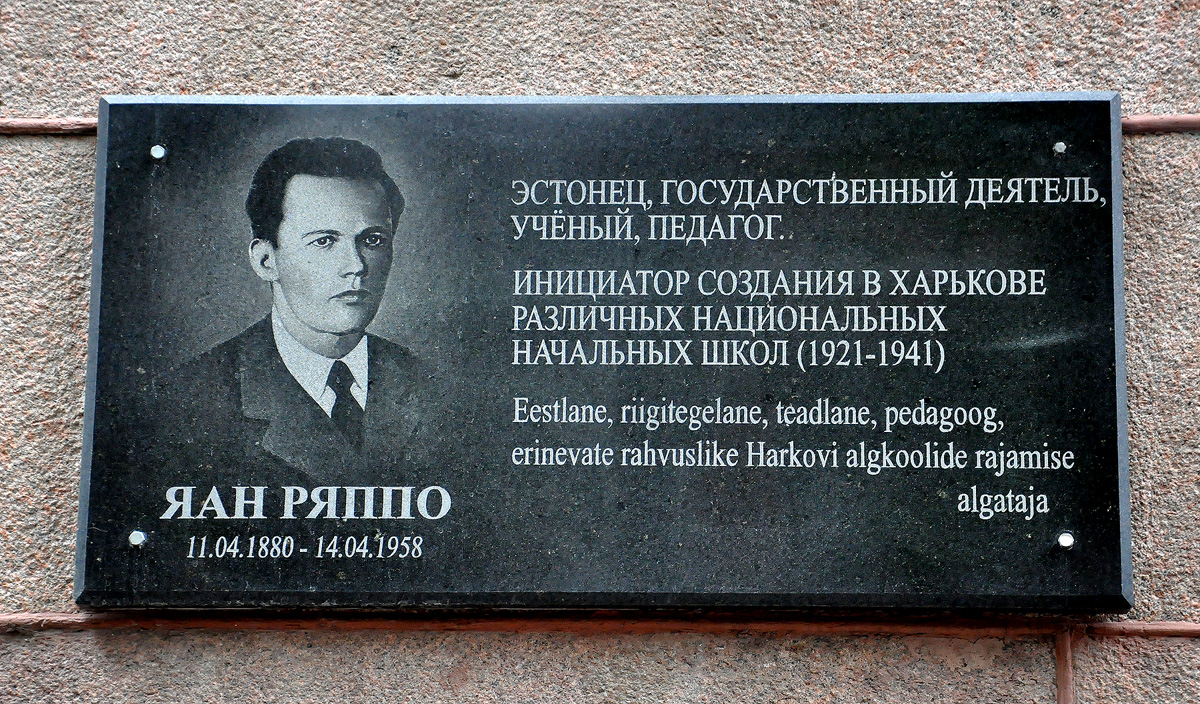 ЯАН РЯППО
11.04.1880 - 14.04.1958
ЭСТОНЕЦ, ГОСУДАРСТВЕННЫЙ ДЕЯТЕЛЬ,
УЧЁНЫЙ, ПЕДАГОГ.
ИНИЦИАТОР СОЗДАНИЯ В ХАРЬКОВЕ
РАЗЛИЧНЫХ НАЦИОНАЛЬНЫХ
НАЧАЛЬНЫХ ШКОЛ (1921-1941)
Eestlane, riigitegelane, teadlane, pedagoog,
erinevate rahvuslike Harkovi algkoolide rajamise
algataja